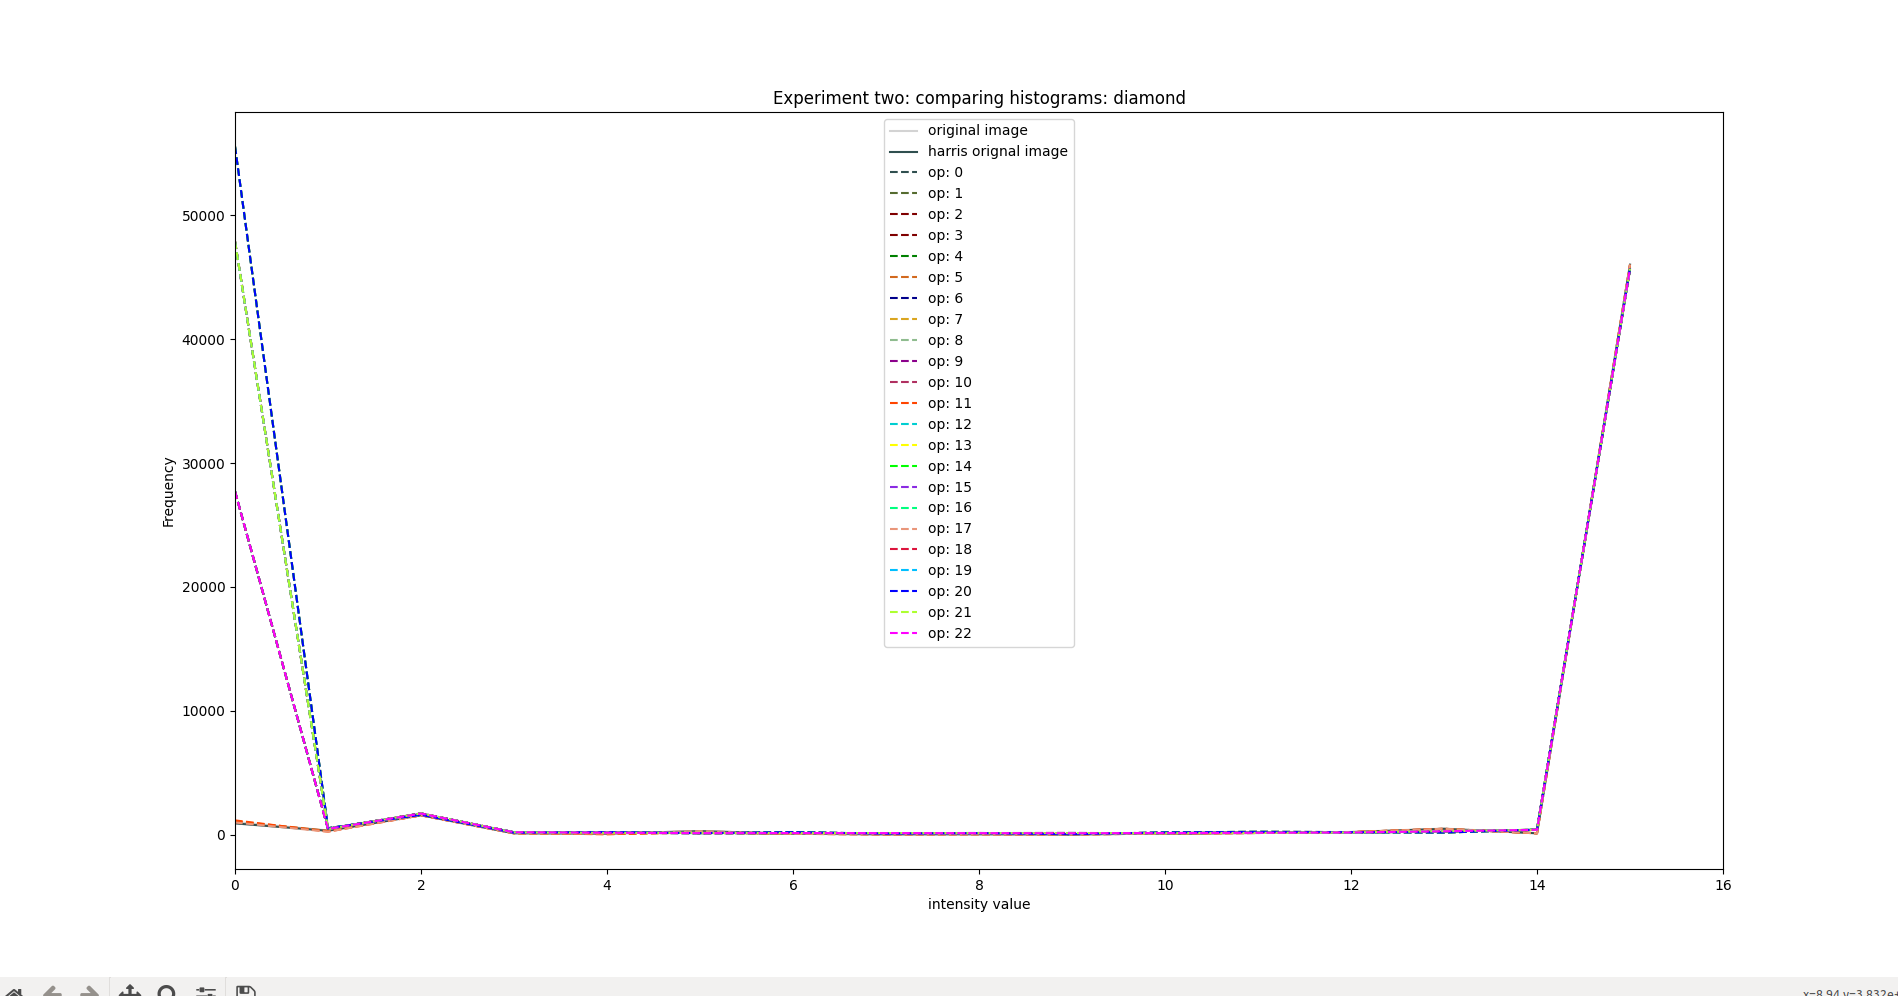 Experiment two: comparing histograms: diamond
original image
harris orignal image
op: 0
op: 1
op: 2
op: 3
op: 4
op: 5
op: 6
op: 7
op: 8
op: 9
op: 10
op: 11
op: 12
op: 13
op: 14
op: 15
op: 16
op: 17
op: 18
op: 19
op: 20
op: 21
op: 22
50000
40000
30000
20000
10000
0
Frequency
0 2 4 6 8 10 12 14 16
intensity value